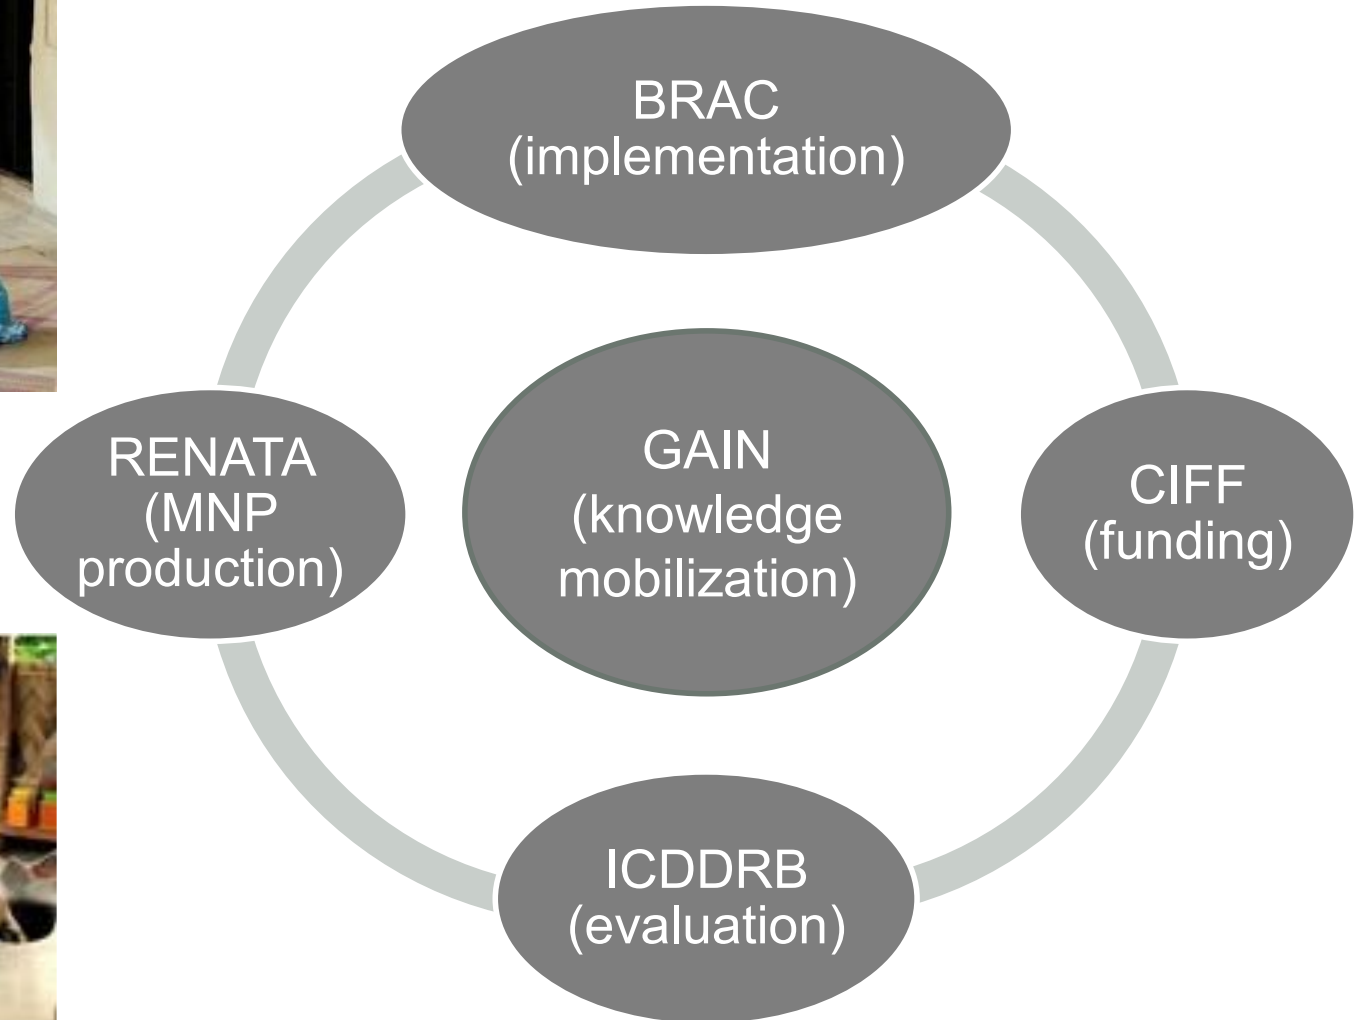 BRAC
(implementation)
RENATA
(MNP
production)
GAIN
(knowledge
mobilization)
CIFF
(funding)
ICDDRB
(evaluation)